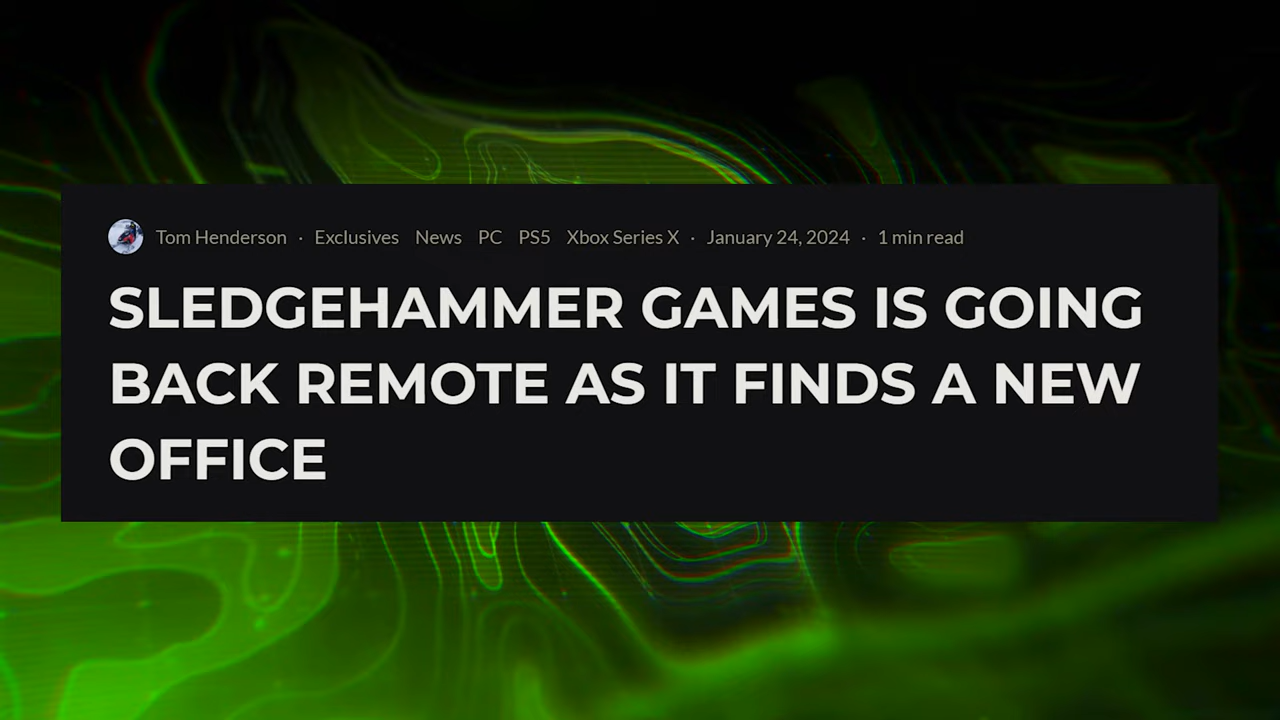 Tom Henderson · Exclusives News PC PS5 Xbox Series X · January 24, 2024 · 1 min read
SLEDGEHAMMER GAMES IS GOING
BACK REMOTE AS IT FINDS A NEW
OFFICE